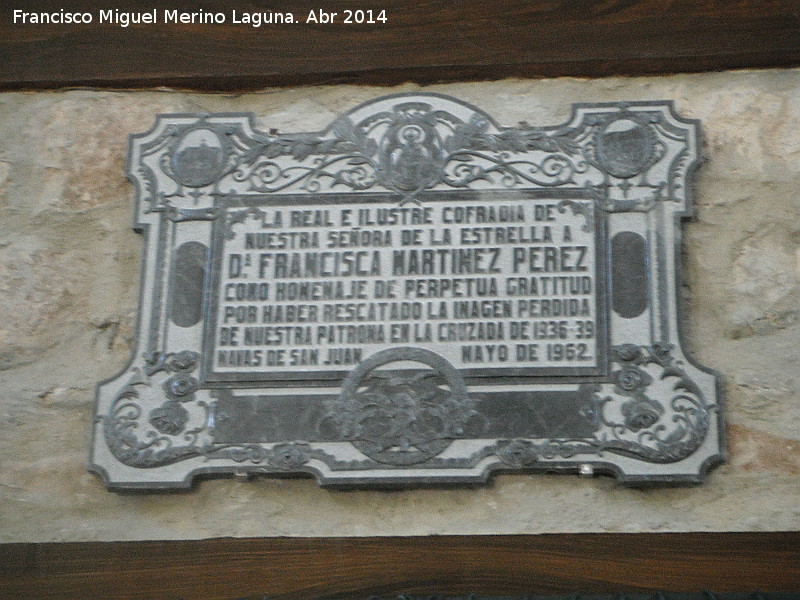 Francisco Miguel Merino Laguna. Abr 2014
LA REAL E ILUSTRE COFRADIA DE
NUESTRA SEÑORA DE LA ESTRELLA A
D.ª FRANCISCA MARTINEZ PEREZ
COMO HOMENAJE DE PERPETUA GRATITUD
POR HABER RESCATADO LA IMAGEN PERDIDA
DE NUESTRA PATRONA EN LA CRUZADA DE 1936-39
NAVAS DE SAN JUAN MAYO DE 1962.